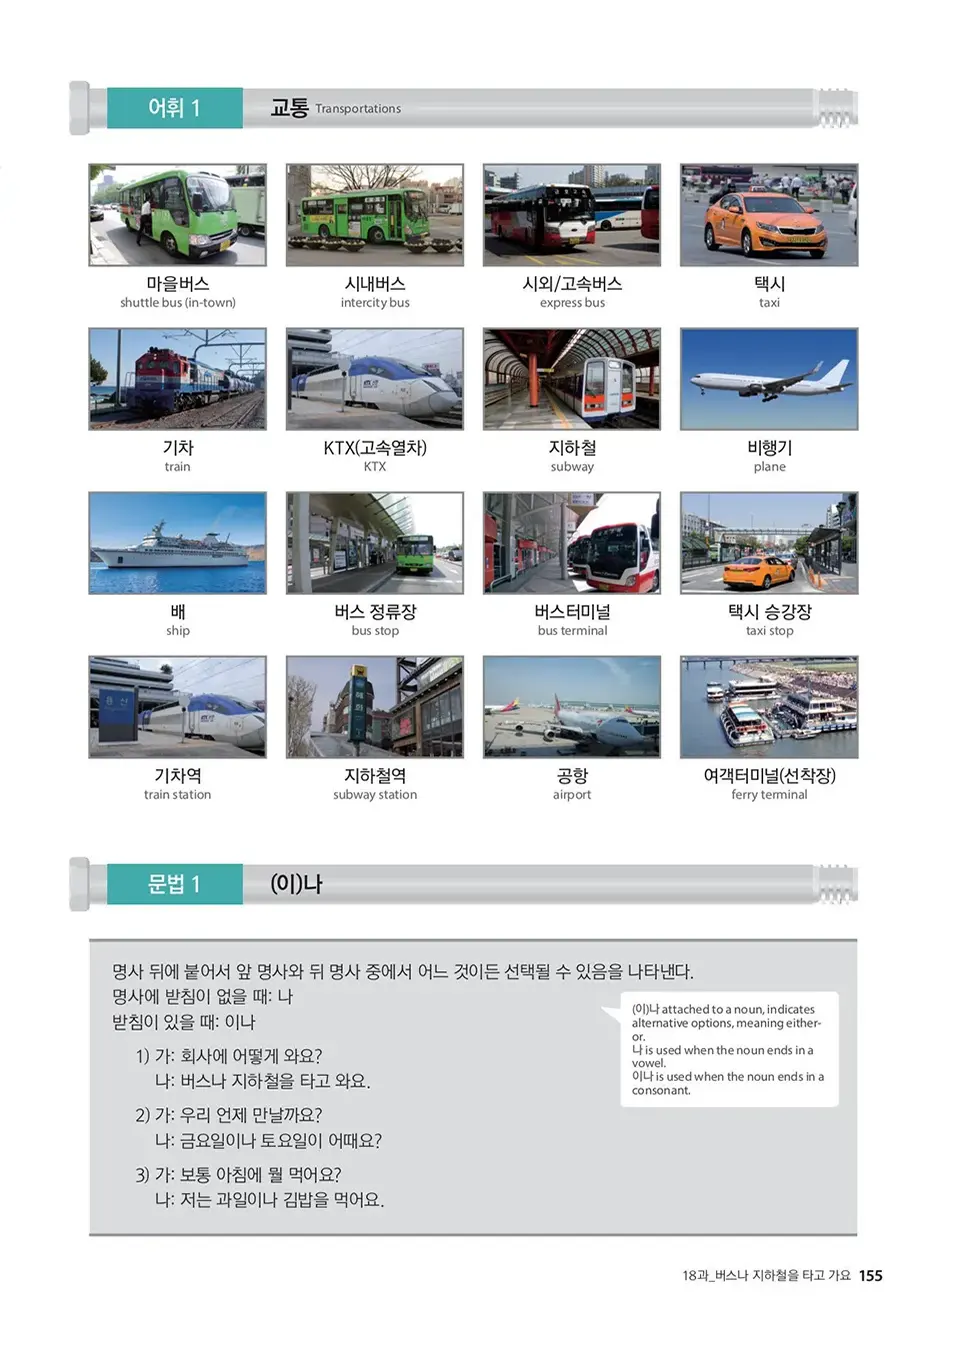 어휘 1
교통 Transportations
마을버스 시내버스 시외/고속버스 택시
shuttle bus (in-town) intercity bus express bus taxi
기차 KTX(고속열차) 지하철 비행기
train KTX subway plane
배 버스 정류장 버스터미널 택시 승강장
ship bus stop bus terminal taxi stop
용산
혜화
기차역 지하철역 공항 여객터미널(선착장)
train station subway station airport ferry terminal
문법 1
(이)나
명사 뒤에 붙어서 앞 명사와 뒤 명사 중에서 어느 것이든 선택될 수 있음을 나타낸다.
명사에 받침이 없을 때: 나
받침이 있을 때: 이나
(이)나 attached to a noun, indicates
alternative options, meaning either-
or.
나 is used when the noun ends in a
vowel.
이나 is used when the noun ends in a
consonant.
1) 가: 회사에 어떻게 와요?
나: 버스나 지하철을 타고 와요.
2) 가: 우리 언제 만날까요?
나: 금요일이나 토요일이 어때요?
3) 가: 보통 아침에 뭘 먹어요?
나: 저는 과일이나 김밥을 먹어요.
18과_버스나 지하철을 타고 가요 155